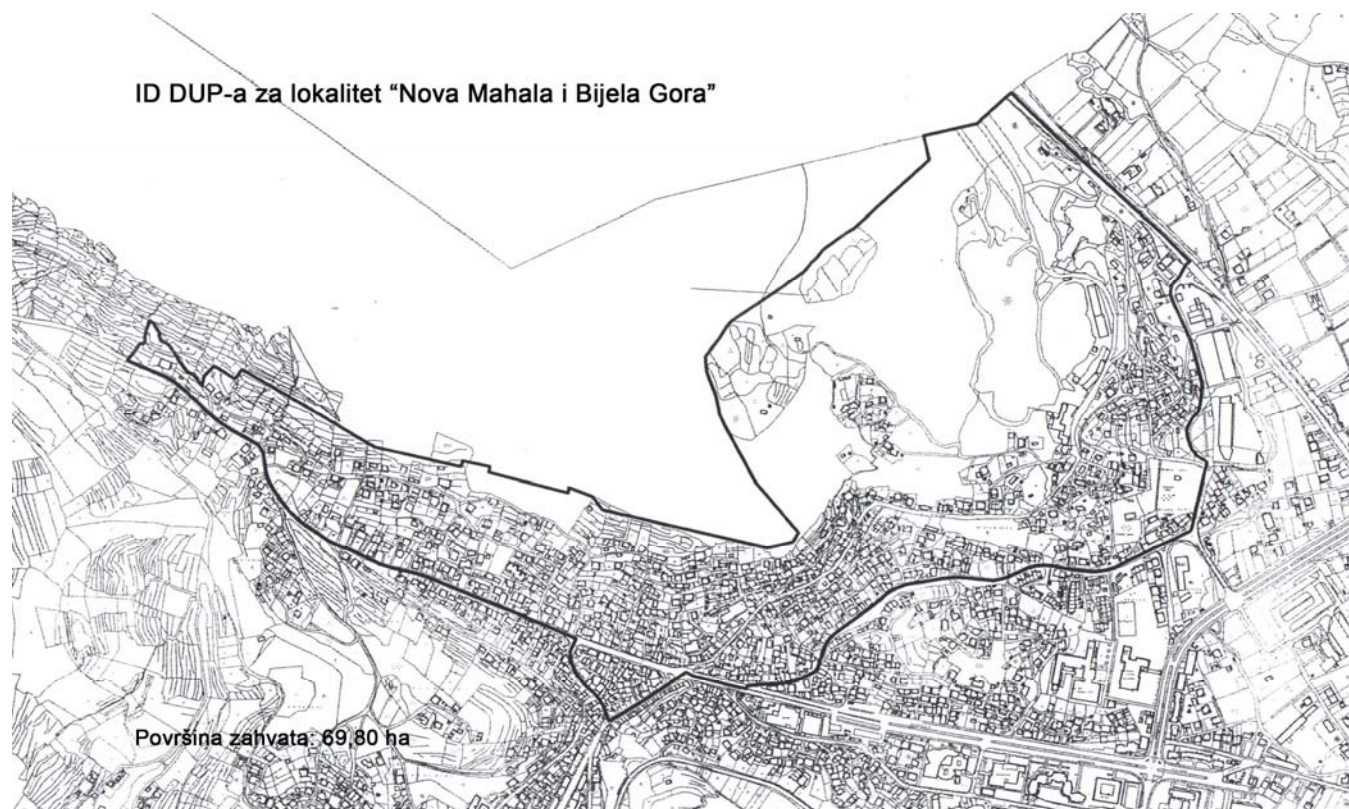 ID DUP-a za lokalitet “Nova Mahala i Bijela Gora”
Površina zahvata: 69,80 ha